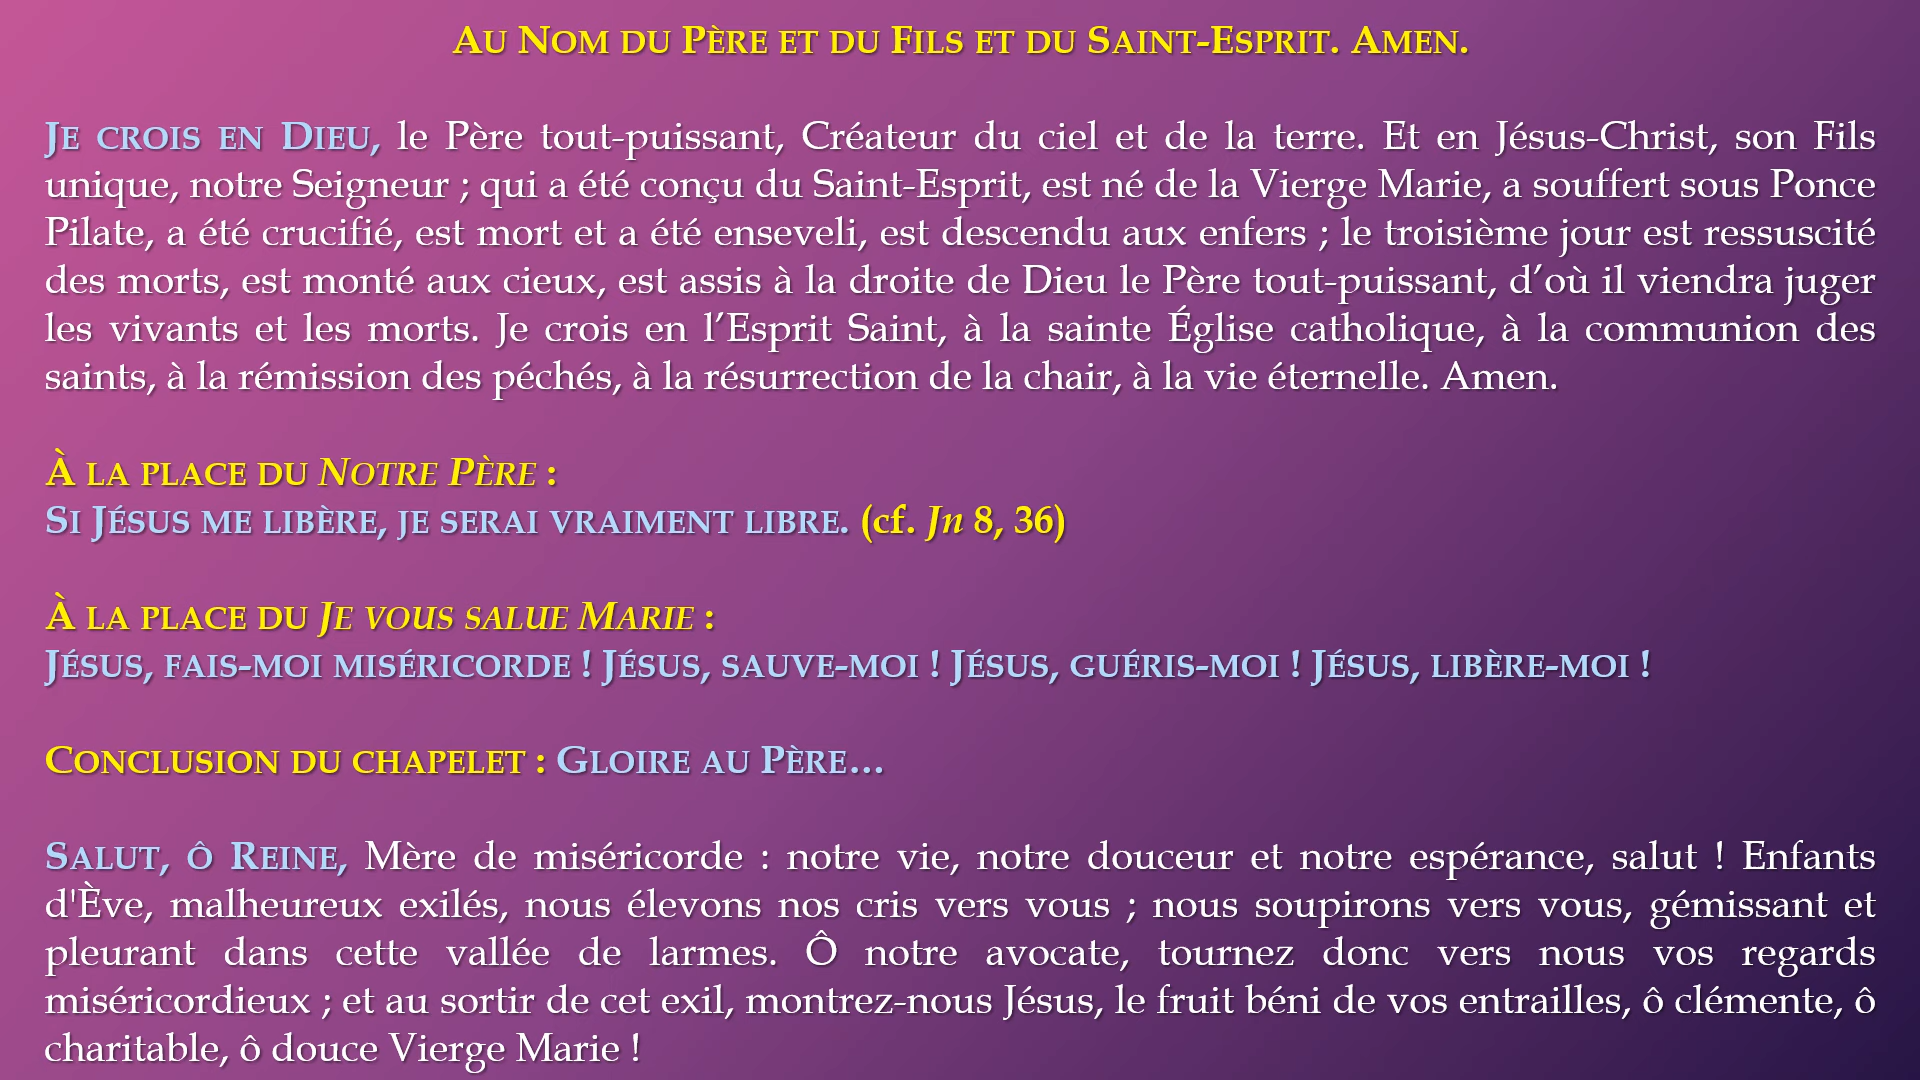 Au Nom du Père et du Fils et du Saint-Esprit. Amen.
Je crois en Dieu, le Père tout-puissant, Créateur du ciel et de la terre. Et en Jésus-Christ, son Fils
unique, notre Seigneur ; qui a été conçu du Saint-Esprit, est né de la Vierge Marie, a souffert sous Ponce
Pilate, a été crucifié, est mort et a été enseveli, est descendu aux enfers ; le troisième jour est ressuscité
des morts, est monté aux cieux, est assis à la droite de Dieu le Père tout-puissant, d’où il viendra juger
les vivants et les morts. Je crois en l’Esprit Saint, à la sainte Église catholique, à la communion des
saints, à la rémission des péchés, à la résurrection de la chair, à la vie éternelle. Amen.
À la place du Notre Père :
Si Jésus me libère, je serai vraiment libre. (cf. Jn 8, 36)
À la place du Je vous salue Marie :
Jésus, fais-moi miséricorde ! Jésus, sauve-moi ! Jésus, guéris-moi ! Jésus, libère-moi !
Conclusion du chapelet : Gloire au Père…
Salut, ô Reine, Mère de miséricorde : notre vie, notre douceur et notre espérance, salut ! Enfants
d'Ève, malheureux exilés, nous élevons nos cris vers vous ; nous soupirons vers vous, gémissant et
pleurant dans cette vallée de larmes. Ô notre avocate, tournez donc vers nous vos regards
miséricordieux ; et au sortir de cet exil, montrez-nous Jésus, le fruit béni de vos entrailles, ô clémente, ô
charitable, ô douce Vierge Marie !